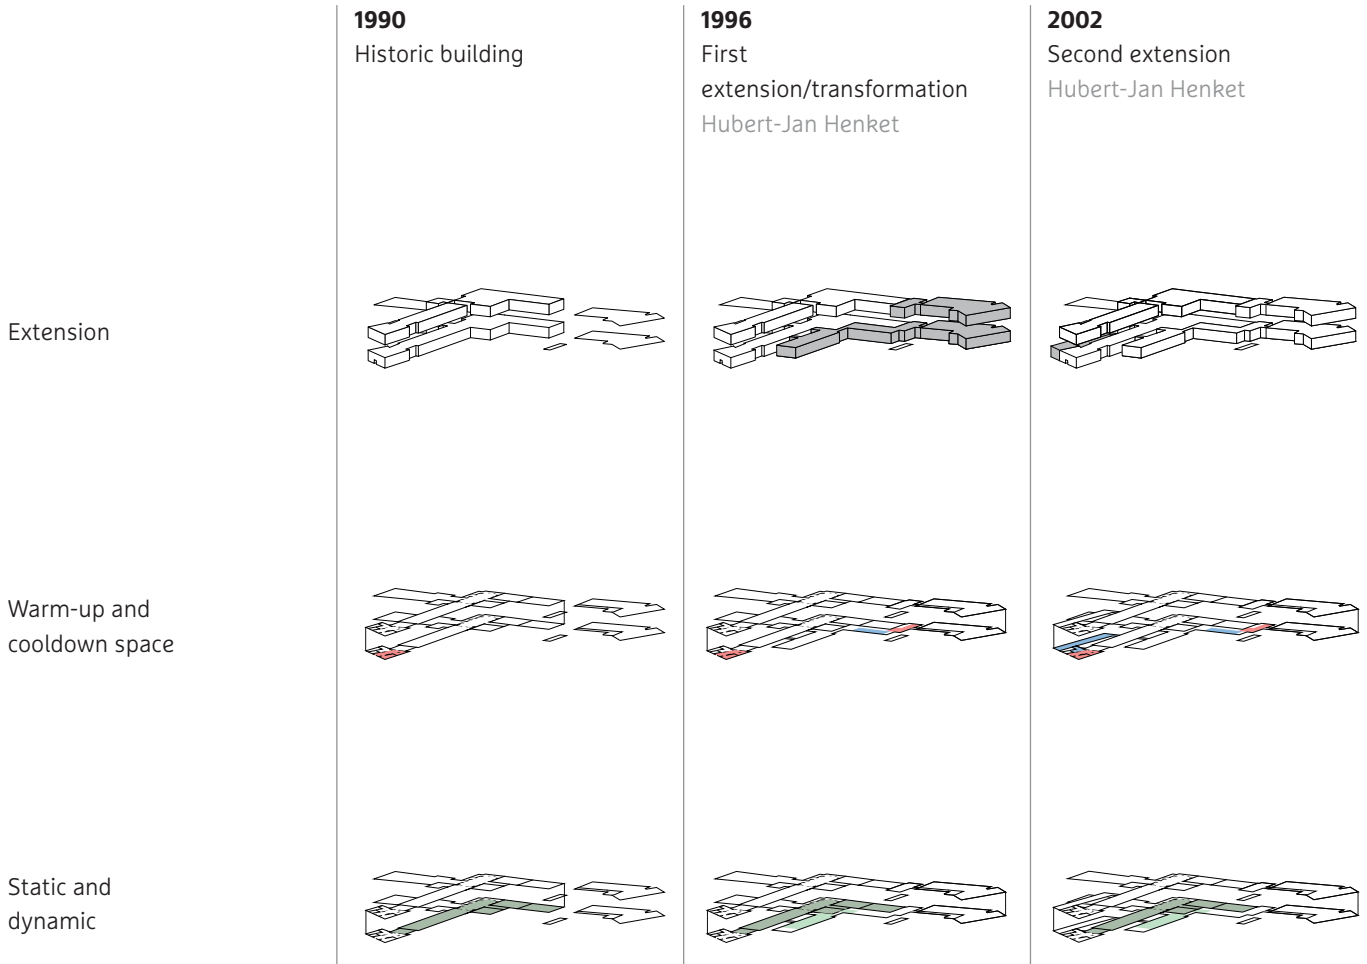 1990
Historic building
1996
First
extension/transformation
Hubert-Jan Henket
2002
Second extension
Hubert-Jan Henket
Extension
Warm-up and
cooldown space
Static and
dynamic